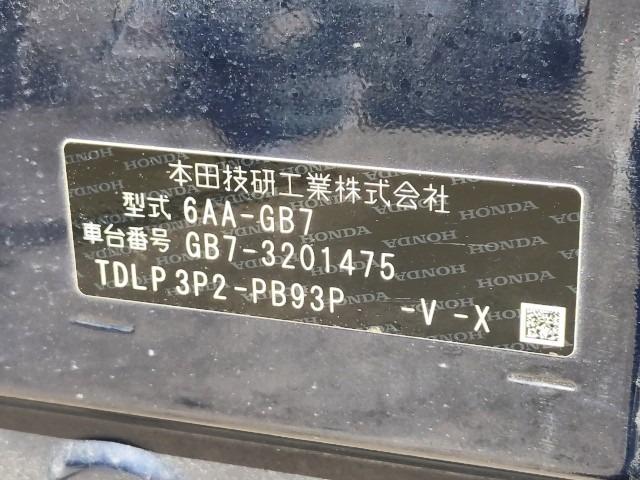 本田技研工業株式会社
型式 6AA-GB7
車台番号 GB7-3201475
TDLP3P2-PB93P -V -X